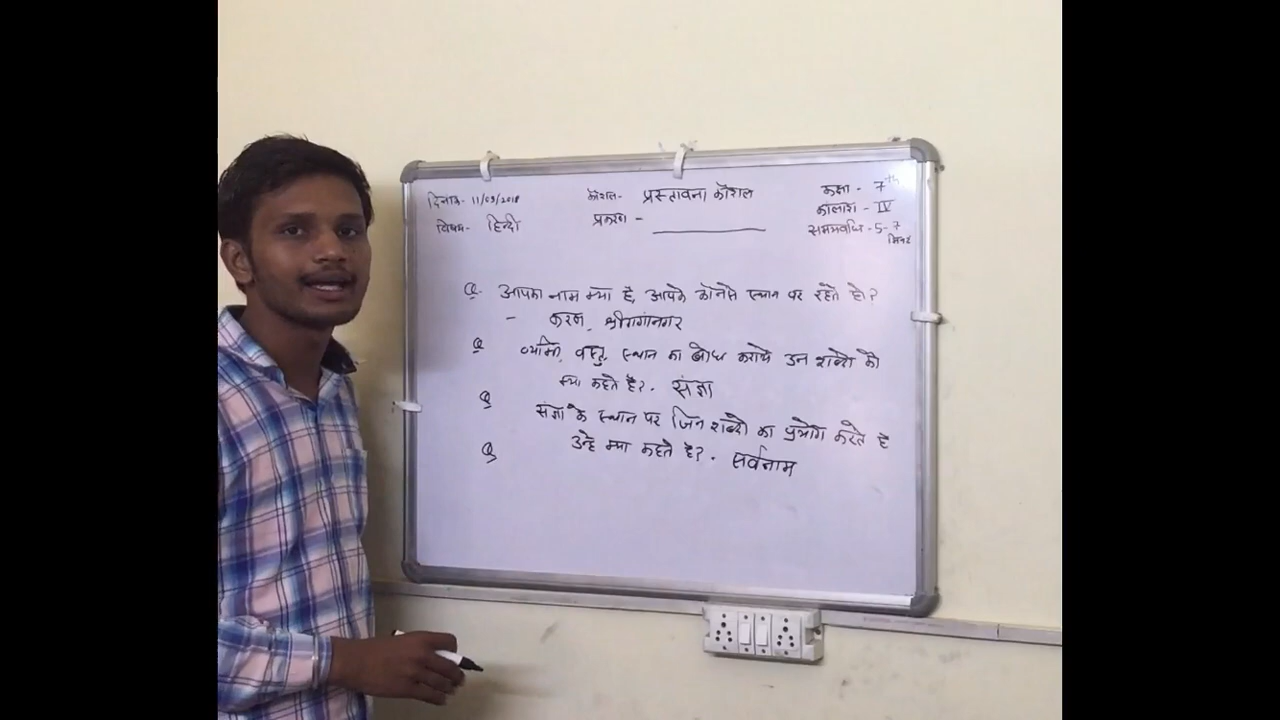 दिनांक- 11/09/2018 कौशल- प्रस्तावना कौशल कक्षा - 7th
विषय- हिन्दी प्रकरण - कालांश - IV
समयावधि - 5-7 मिनट
Q. आपका नाम क्या है, आपके कौनसे स्थान पर रहते हो?
- करण, श्रीगंगानगर
Q व्यक्ति, वस्तु, स्थान का बोध कराये उन शब्दो को
क्या कहते है?. संज्ञा
Q संज्ञा के स्थान पर जिन शब्दो का प्रयोग करते है
उन्हे क्या कहते है?. सर्वनाम
Q